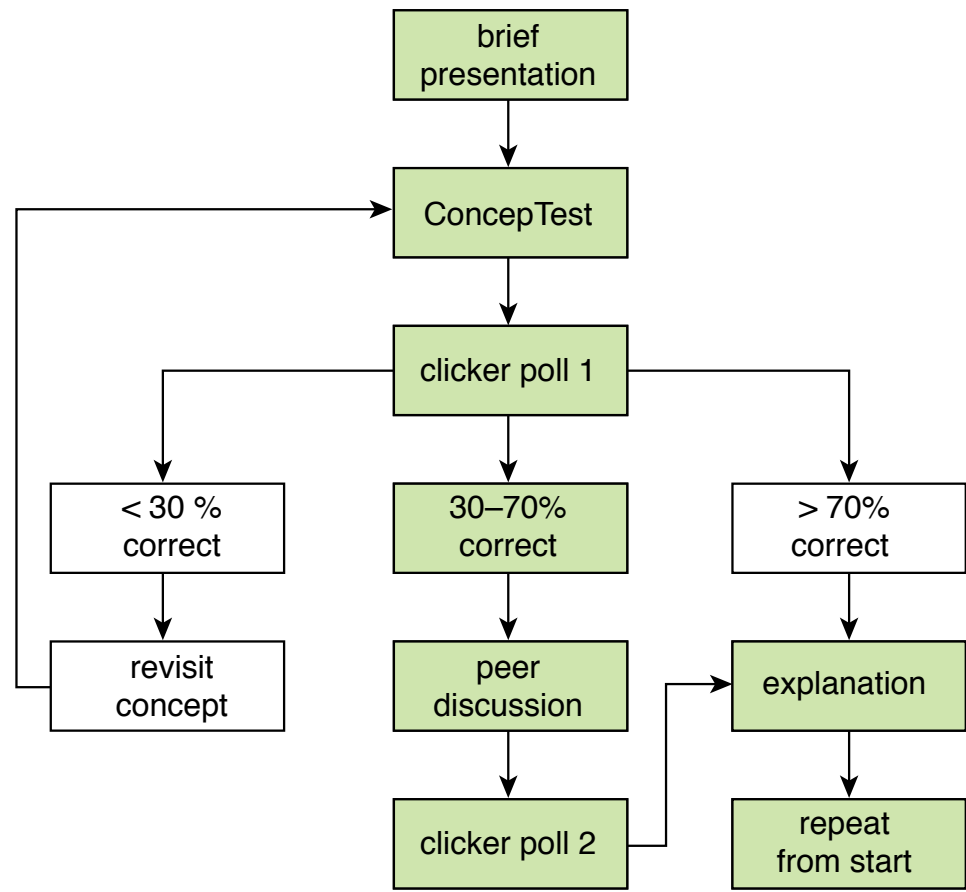 brief
presentation
ConcepTest
clicker poll 1
< 30 %
correct
30–70%
correct
> 70%
correct
revisit
concept
peer
discussion
explanation
clicker poll 2
repeat
from start